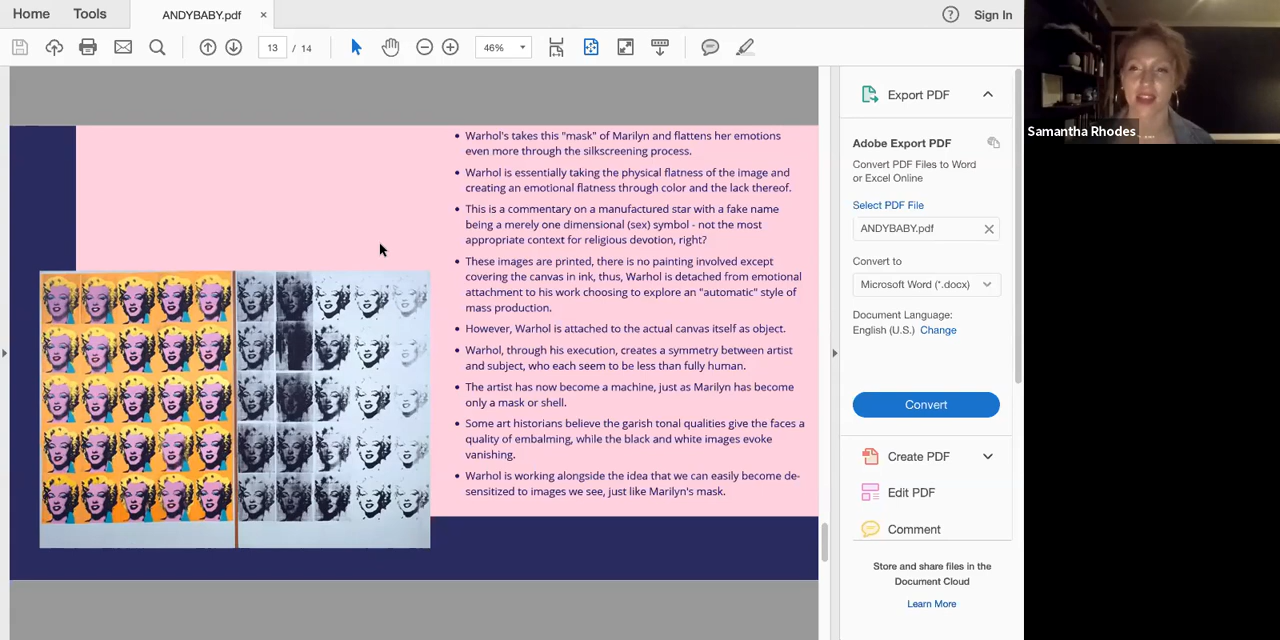 Home Tools ANDYBABY.pdf × ? Sign In
13 / 14 46%
Samantha Rhodes
• Warhol's takes this "mask" of Marilyn and flattens her emotions
even more through the silkscreening process.
• Warhol is essentially taking the physical flatness of the image and
creating an emotional flatness through color and the lack thereof.
• This is a commentary on a manufactured star with a fake name
being a merely one dimensional (sex) symbol - not the most
appropriate context for religious devotion, right?
• These images are printed, there is no painting involved except
covering the canvas in ink, thus, Warhol is detached from emotional
attachment to his work choosing to explore an "automatic" style of
mass production.
• However, Warhol is attached to the actual canvas itself as object.
• Warhol, through his execution, creates a symmetry between artist
and subject, who each seem to be less than fully human.
• The artist has now become a machine, just as Marilyn has become
only a mask or shell.
• Some art historians believe the garish tonal qualities give the faces a
quality of embalming, while the black and white images evoke
vanishing.
• Warhol is working alongside the idea that we can easily become de-
sensitized to images we see, just like Marilyn's mask.
Export PDF
Adobe Export PDF
Convert PDF Files to Word
or Excel Online
Select PDF File
ANDYBABY.pdf
Convert to
Microsoft Word (*.docx)
Document Language:
English (U.S.) Change
Convert
Create PDF
Edit PDF
Comment
Store and share files in the
Document Cloud
Learn More